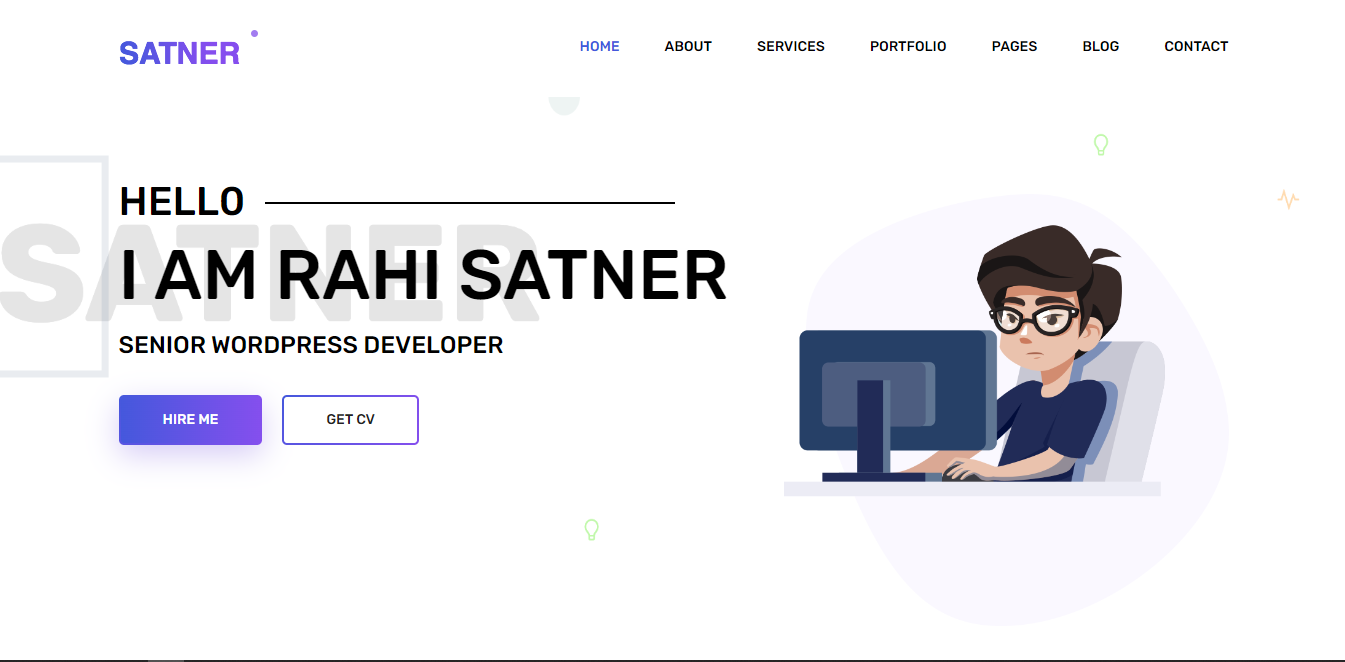 SATNER
HOME ABOUT SERVICES PORTFOLIO PAGES BLOG CONTACT
HELLO
SATNER
I AM RAHI SATNER
SENIOR WORDPRESS DEVELOPER
HIRE ME GET CV